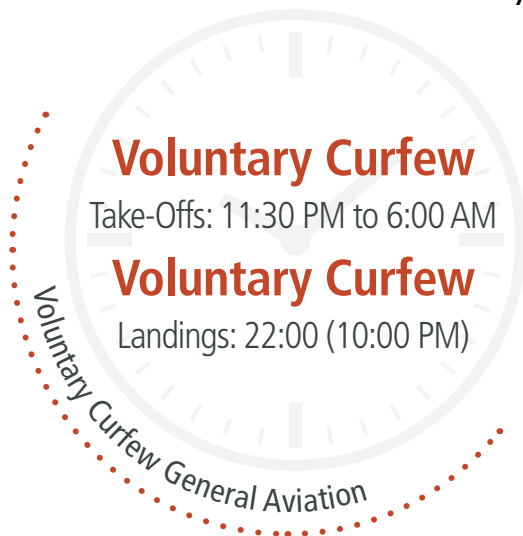 Voluntary Curfew
Take-Offs: 11:30 PM to 6:00 AM
Voluntary Curfew
Landings: 22:00 (10:00 PM)
Voluntary Curfew General Aviation